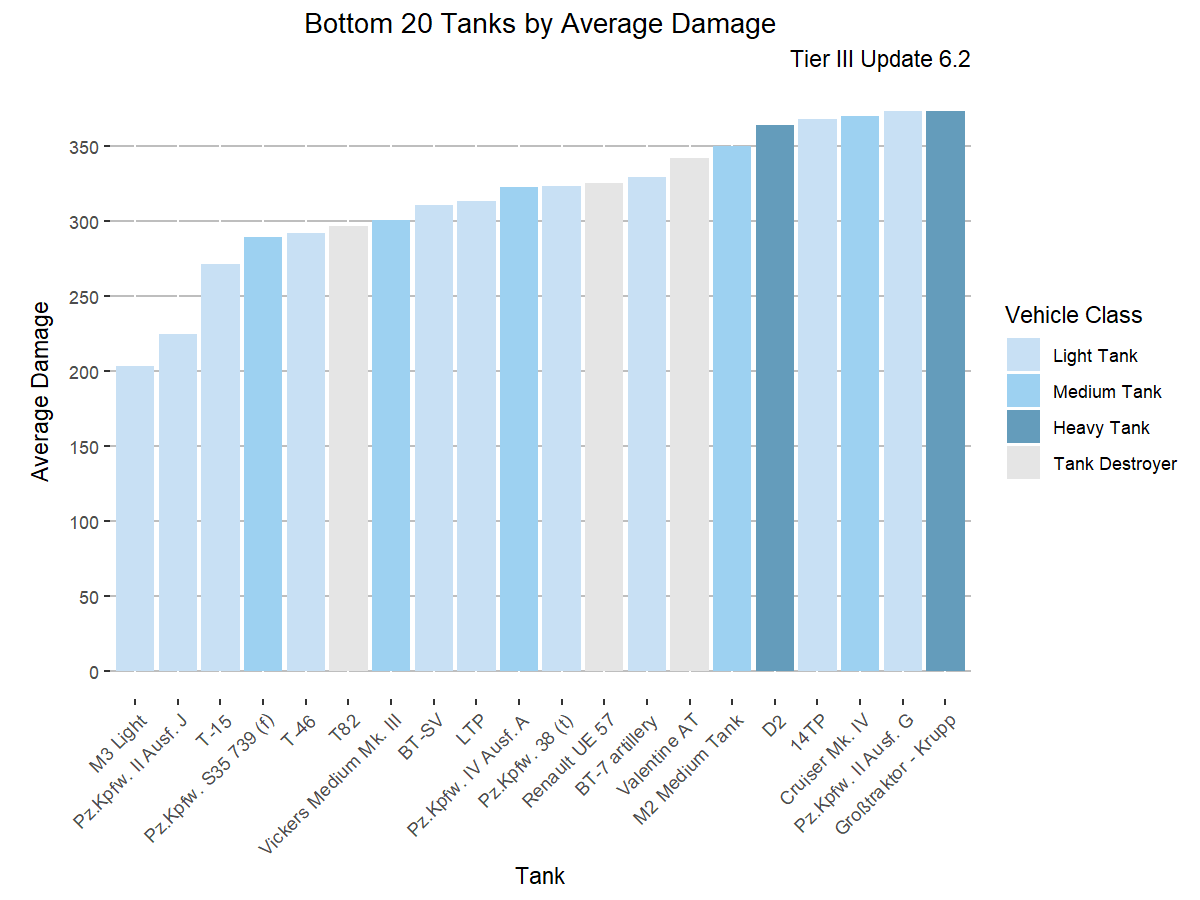 Bottom 20 Tanks by Average Damage
Tier III Update 6.2
Average Damage
350
300
250
200
150
100
50
0
M3 Light
Pz.Kpfw. II Ausf. J
T-15
Pz.Kpfw. S35 739 (f)
T-46
T82
Vickers Medium Mk. III
BT-SV
LTP
Pz.Kpfw. IV Ausf. A
Pz.Kpfw. 38 (t)
Renault UE 57
BT-7 artillery
Valentine AT
M2 Medium Tank
D2
14TP
Cruiser Mk. IV
Pz.Kpfw. II Ausf. G
Großtraktor - Krupp
Tank
Vehicle Class
Light Tank
Medium Tank
Heavy Tank
Tank Destroyer